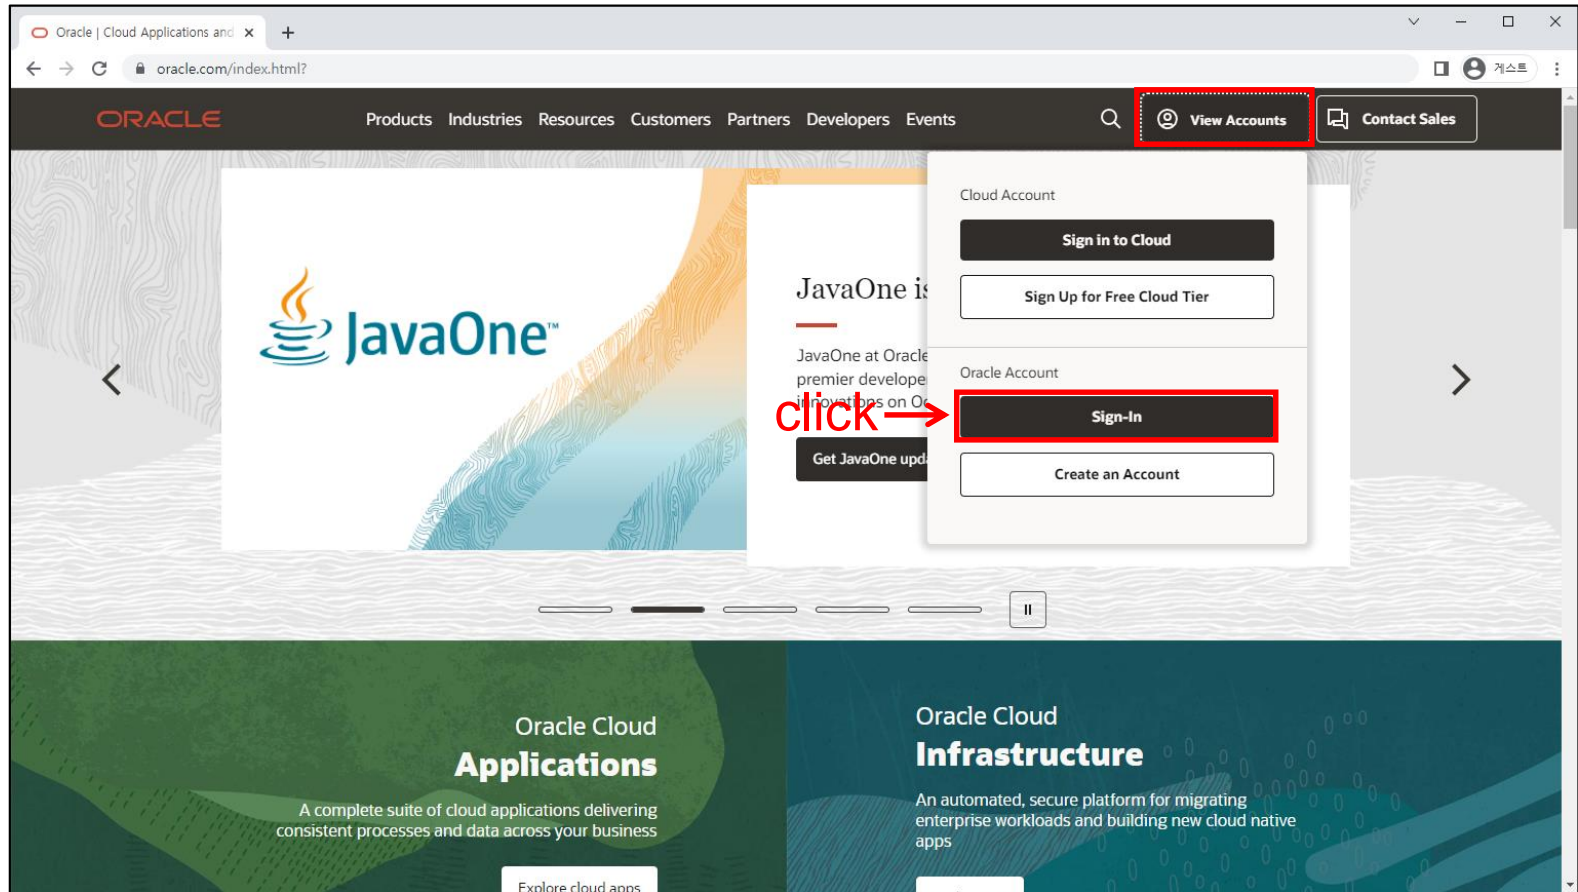 Oracle | Cloud Applications and
oracle.com/index.html?
게스트
ORACLE
Products Industries Resources Customers Partners Developers Events
View Accounts
Contact Sales
Cloud Account
Sign in to Cloud
Sign Up for Free Cloud Tier
Oracle Account
Sign-In
Create an Account
click
JavaOne™
JavaOne is
JavaOne at Oracle
premier develope
innovations on Oc
Get JavaOne upd
Oracle Cloud
Applications
A complete suite of cloud applications delivering
consistent processes and data across your business
Explore cloud apps
Oracle Cloud
Infrastructure
An automated, secure platform for migrating
enterprise workloads and building new cloud native
apps